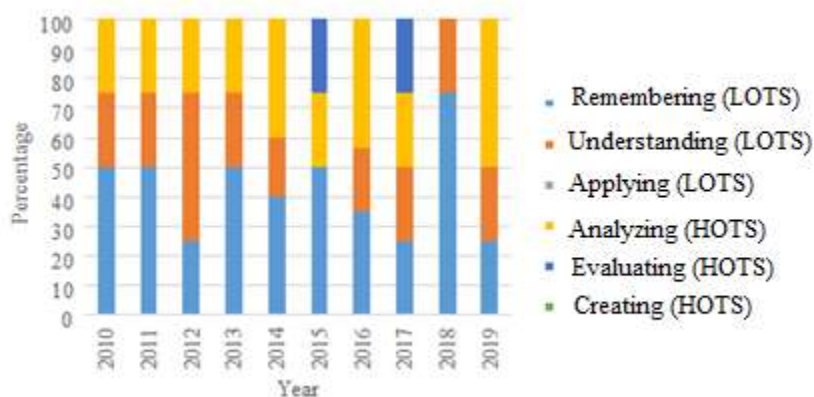 100
90
80
70
60
50
40
30
20
10
0
Percentage
2010
2011
2012
2013
2014
2015
2016
2017
2018
2019
Year
Remembering (LOTS)
Understanding (LOTS)
Applying (LOTS)
Analyzing (HOTS)
Evaluating (HOTS)
Creating (HOTS)